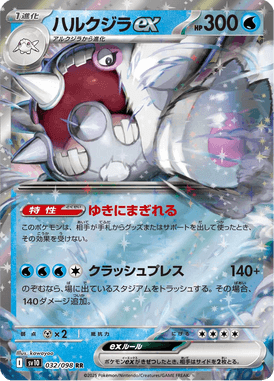 1進化
ハルクジラex
HP300
アルクジラから進化
特性 ゆきにまぎれる
このポケモンは、相手が手札からグッズまたはサポートを出して使ったとき、
その効果を受けない。
クラッシュプレス 140+
のぞむなら、場に出ているスタジアムをトラッシュする。その場合、
140ダメージ追加。
弱点 ×2 抵抗力 にげる
Illus. kawayoo
exルール
ポケモンexがきぜつしたとき、相手はサイドを2枚とる。
I sv10 032/098 RR
©2025 Pokémon/Nintendo/Creatures/GAME FREAK